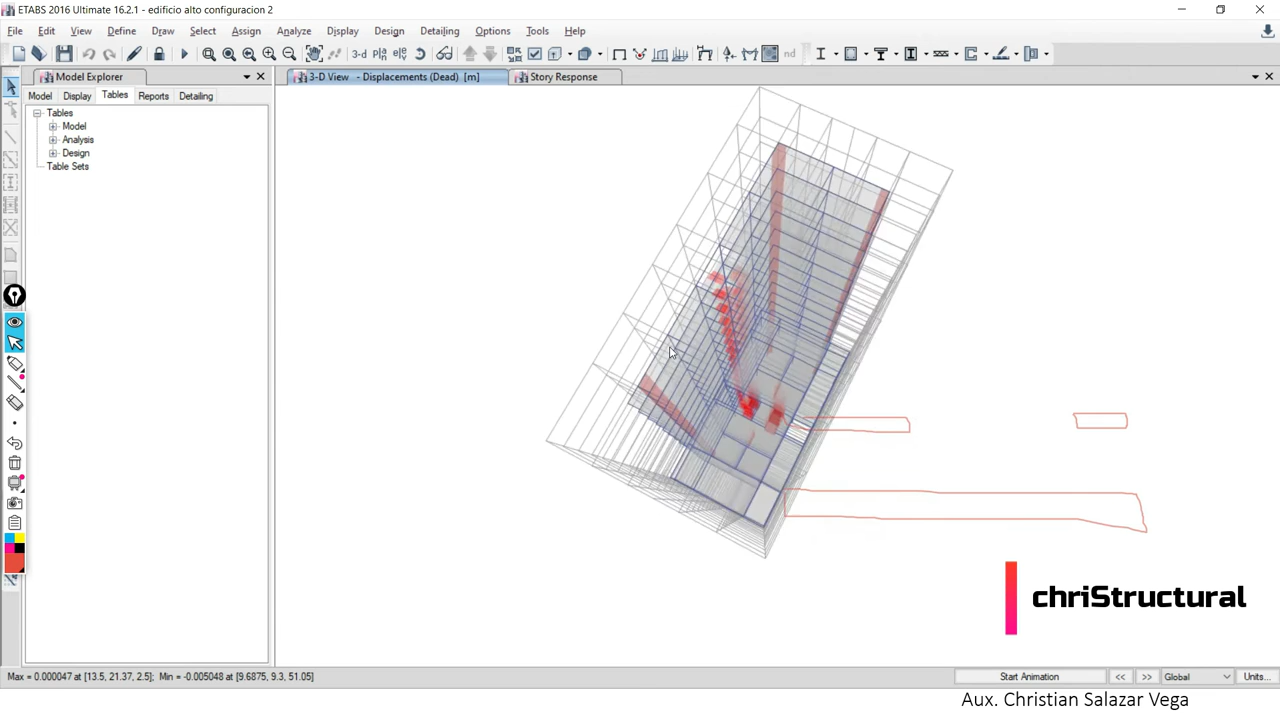 ETABS 2016 Ultimate 16.2.1 - edificio alto configuracion 2
File Edit View Define Draw Select Assign Analyze Display Design Detailing Options Tools Help
3-d nd
Model Explorer
3-D View - Displacements (Dead) [m]
Story Response
Model Display Tables Reports Detailing
Tables
Model
Analysis
Design
Table Sets
chriStructural
Max = 0.000047 at [13.5, 21.37, 2.5]; Min = -0.005048 at [9.6875, 9.3, 51.05]
Start Animation << >> Global Units...
Aux. Christian Salazar Vega